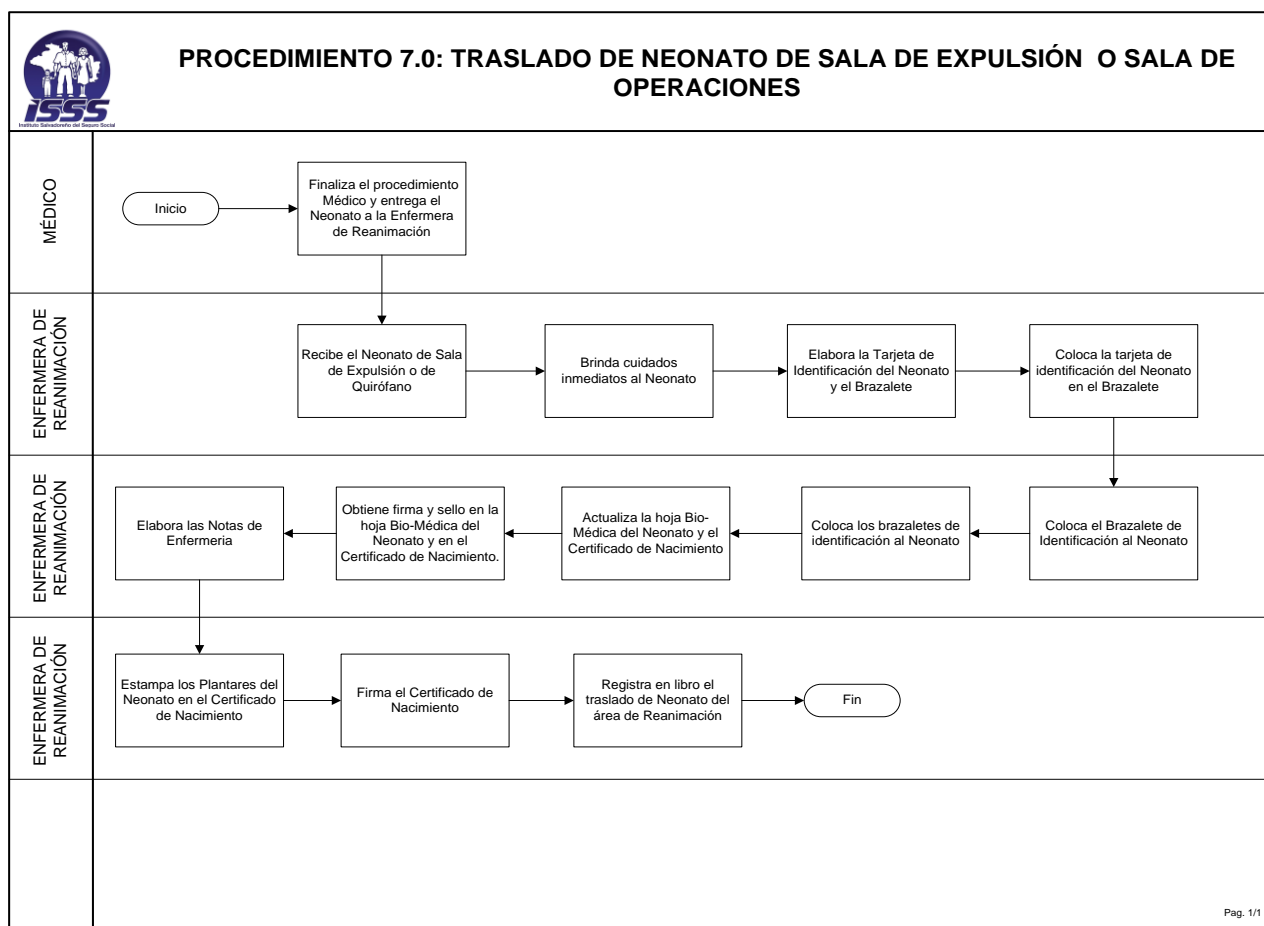 PROCEDIMIENTO 7.0: TRASLADO DE NEONATO DE SALA DE EXPULSIÓN O SALA DE
OPERACIONES
ISSS
Instituto Salvadoreño del Seguro Social
MÉDICO
Inicio
Finaliza el procedimiento
Médico y entrega el
Neonato a la Enfermera
de Reanimación
ENFERMERA DE
REANIMACIÓN
Recibe el Neonato de Sala
de Expulsión o de
Quirófano
Brinda cuidados
inmediatos al Neonato
Elabora la Tarjeta de
Identificación del Neonato
y el Brazalete
Coloca la tarjeta de
identificación del Neonato
en el Brazalete
ENFERMERA DE
REANIMACIÓN
Elabora las Notas de
Enfermeria
Obtiene firma y sello en la
hoja Bio-Médica del
Neonato y en el
Certificado de Nacimiento.
Actualiza la hoja Bio-
Médica del Neonato y el
Certificado de Nacimiento
Coloca los brazaletes de
identificación al Neonato
Coloca el Brazalete de
Identificación al Neonato
ENFERMERA DE
REANIMACIÓN
Estampa los Plantares del
Neonato en el Certificado
de Nacimiento
Firma el Certificado de
Nacimiento
Registra en libro el
traslado de Neonato del
área de Reanimación
Fin
Pag. 1/1